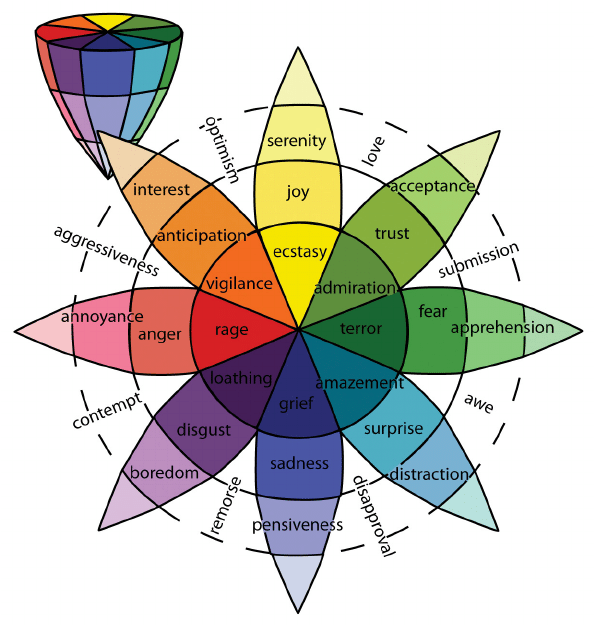 optimism
serenity
love
interest
joy
acceptance
anticipation
trust
aggressiveness
ecstasy
submission
vigilance
admiration
annoyance
anger
rage
terror
fear
apprehension
loathing
amazement
contempt
grief
awe
disgust
surprise
boredom
sadness
distraction
remorse
pensiveness
disapproval